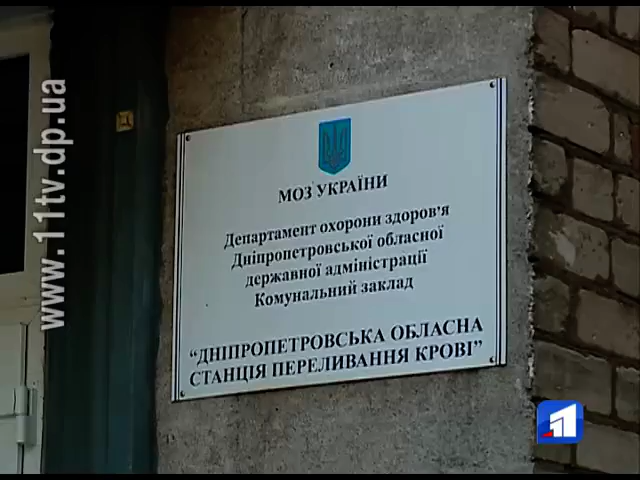 www.11tv.dp.ua
МОЗ УКРАЇНИ
Департамент охорони здоров'я
Дніпропетровської обласної
державної адміністрації
Комунальний заклад
“ДНІПРОПЕТРОВСЬКА ОБЛАСНА
СТАНЦІЯ ПЕРЕЛИВАННЯ КРОВІ”
11